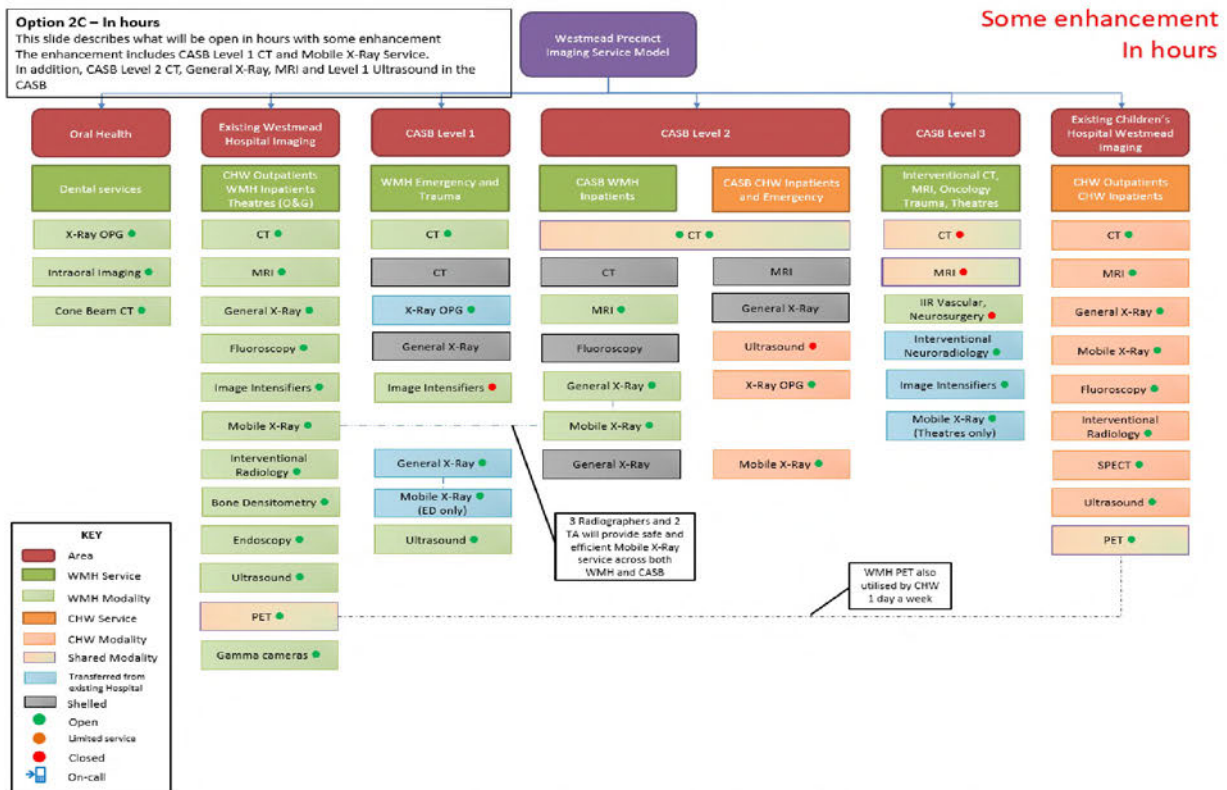 Option 2C – In hours
This slide describes what will be open in hours with some enhancement
The enhancement includes CASB Level 1 CT and Mobile X-Ray Service.
In addition, CASB Level 2 CT, General X-Ray, MRI and Level 1 Ultrasound in the
CASB
Westmead Precinct
Imaging Service Model
Some enhancement
In hours
Oral Health
Dental services
X-Ray OPG
Intraoral Imaging
Cone Beam CT
Existing Westmead
Hospital Imaging
CHW Outpatients
WMH Inpatients
Theatres (O&G)
CT
MRI
General X-Ray
Fluoroscopy
Image Intensifiers
Mobile X-Ray
Interventional
Radiology
Bone Densitometry
Endoscopy
Ultrasound
PET
Gamma cameras
CASB Level 1
WMH Emergency and
Trauma
CT
CT
X-Ray OPG
General X-Ray
Image Intensifiers
General X-Ray
Mobile X-Ray
(ED only)
Ultrasound
CASB Level 2
CASB WMH
Inpatients
CASB CHW Inpatients
and Emergency
CT
CT
MRI
Fluoroscopy
General X-Ray
Mobile X-Ray
General X-Ray
MRI
General X-Ray
Ultrasound
X-Ray OPG
Mobile X-Ray
CASB Level 3
Interventional CT,
MRI, Oncology
Trauma, Theatres
CT
MRI
IIR Vascular,
Neurosurgery
Interventional
Neuroradiology
Image Intensifiers
Mobile X-Ray
(Theatres only)
Existing Children's
Hospital Westmead
Imaging
CHW Outpatients
CHW Inpatients
CT
MRI
General X-Ray
Mobile X-Ray
Fluoroscopy
Interventional
Radiology
SPECT
Ultrasound
PET
3 Radiographers and 2
TA will provide safe and
efficient Mobile X-Ray
service across both
WMH and CASB
WMH PET also
utilised by CHW
1 day a week
KEY
Area
WMH Service
WMH Modality
CHW Service
CHW Modality
Shared Modality
Transferred from
existing Hospital
Shelled
Open
Limited service
Closed
On-call